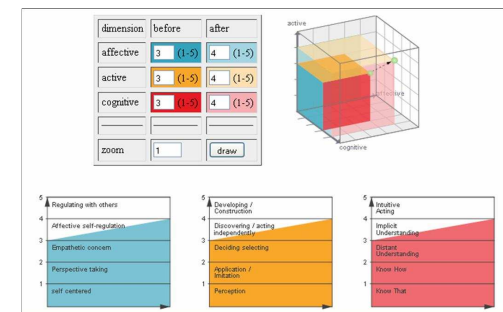 dimension before after
affective 3 (1-5) 4 (1-5)
active 3 (1-5) 4 (1-5)
cognitive 3 (1-5) 4 (1-5)
zoom 1 draw
active
affective
cognitive
5
Regulating with others
4
Affective self-regulation
3
Empathetic concern
2
Perspective taking
1
self centered
5
Developing /
Construction
4
Discovering / acting
independently
3
Deciding selecting
2
Application /
Imitation
1
Perception
5
Intuitive
Acting
4
Implicit
Understanding
3
Distant
Understanding
2
Know How
1
Know That